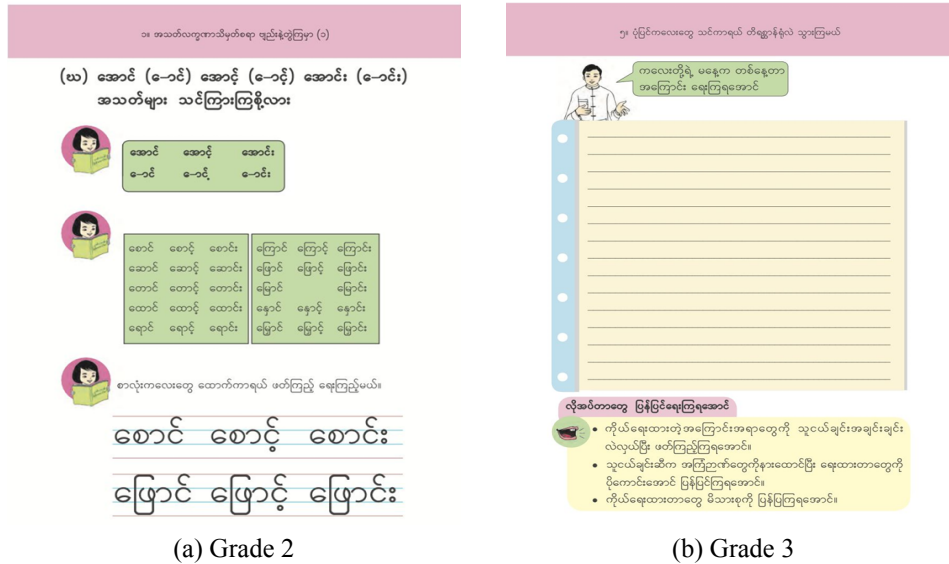 ၁။ အသတ်လက္ခဏာသိမှတ်စရာ ဗျည်းနဲ့တွဲကြမှာ (၁)
(ဃ) အောင် (ေ-ာင်) အောင့် (ေ-ာင့်) အောင်း (ေ-ာင်း)
အသတ်များ သင်ကြားကြစို့လား
အောင် အောင့် အောင်း
ေ-ာင် ေ-ာင့် ေ-ာင်း
စောင် စောင့် စောင်း ကြောင် ကြောင့် ကြောင်း
ဆောင် ဆောင့် ဆောင်း ဖြောင် ဖြောင့် ဖြောင်း
တောင် တောင့် တောင်း မြောင် မြောင်း
ထောင် ထောင့် ထောင်း နှောင် နှောင့် နှောင်း
ရောင် ရောင့် ရောင်း မြှောင် မြှောင့် မြှောင်း
စာလုံးကလေးတွေ ထောက်ကာရယ် ဖတ်ကြည့် ရေးကြည့်မယ်။
စောင် စောင့် စောင်း
ဖြောင် ဖြောင့် ဖြောင်း
(a) Grade 2
၅။ ပုံပြင်ကလေးတွေ သင်ကာရယ် တိရစ္ဆာန်ရုံလဲ သွားကြမယ်
ကလေးတို့ရဲ့ မနေ့က တစ်နေ့တာ
အကြောင်း ရေးကြရအောင်
လိုအပ်တာတွေ ပြန်ပြင်ရေးကြရအောင်
• ကိုယ်ရေးထားတဲ့အကြောင်းအရာတွေကို သူငယ်ချင်းအချင်းချင်း
လဲလှယ်ပြီး ဖတ်ကြည့်ကြရအောင်။
• သူငယ်ချင်းဆီက အကြံဉာဏ်တွေကိုနားထောင်ပြီး ရေးထားတာတွေကို
ပိုကောင်းအောင် ပြန်ပြင်ကြရအောင်။
• ကိုယ်ရေးထားတာတွေ မိသားစုကို ပြန်ပြကြရအောင်။
(b) Grade 3